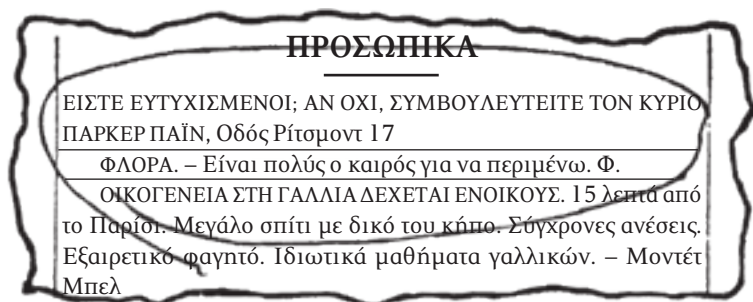 ΠΡΟΣΩΠΙΚΑ
ΕΙΣΤΕ ΕΥΤΥΧΙΣΜΕΝΟΙ; ΑΝ ΟΧΙ, ΣΥΜΒΟΥΛΕΥΤΕΙΤΕ ΤΟΝ ΚΥΡΙΟ
ΠΑΡΚΕΡ ΠΑΪΝ, Οδός Ρίτσμοντ 17
ΦΛΟΡΑ. – Είναι πολύς ο καιρός για να περιμένω. Φ.
ΟΙΚΟΓΕΝΕΙΑ ΣΤΗ ΓΑΛΛΙΑ ΔΕΧΕΤΑΙ ΕΝΟΙΚΟΥΣ. 15 λεπτά από
το Παρίσι. Μεγάλο σπίτι με δικό του κήπο. Σύγχρονες ανέσεις.
Εξαιρετικό φαγητό. Ιδιωτικά μαθήματα γαλλικών. – Μοντέτ
Μπελ